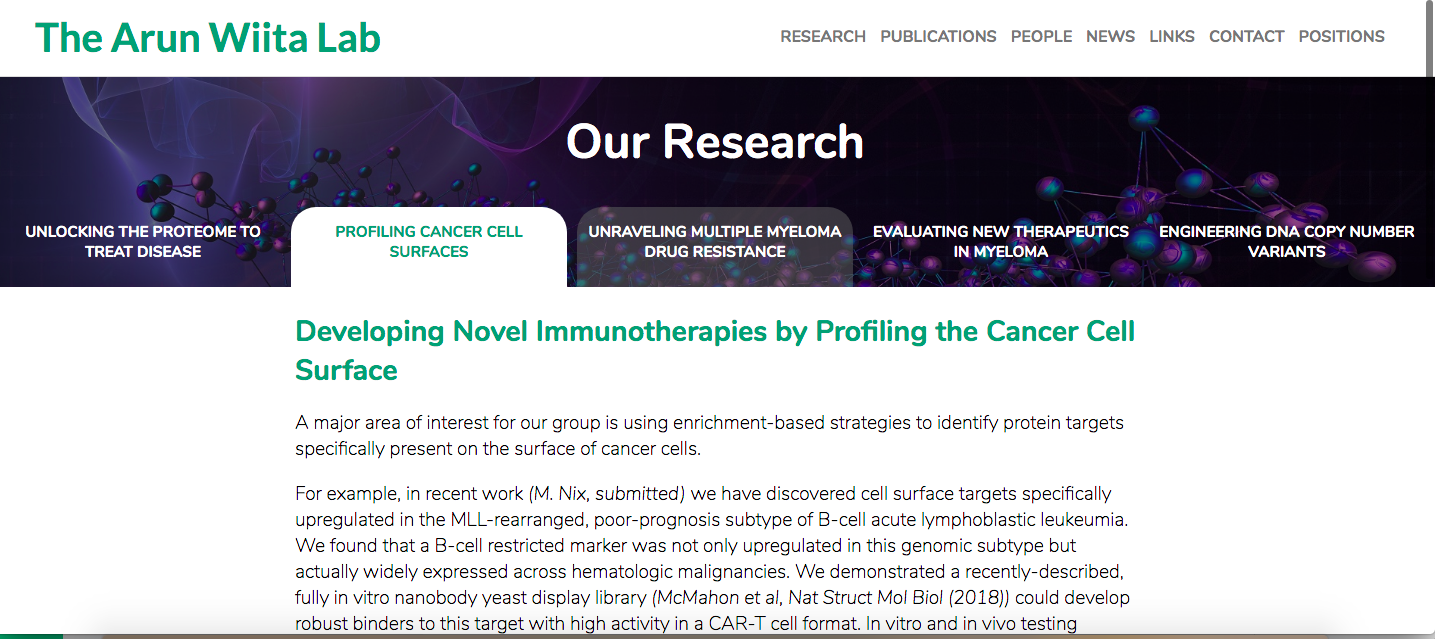 The Arun Wiita Lab
RESEARCH PUBLICATIONS PEOPLE NEWS LINKS CONTACT POSITIONS
Our Research
UNLOCKING THE PROTEOME TO
TREAT DISEASE
PROFILING CANCER CELL
SURFACES
UNRAVELING MULTIPLE MYELOMA
DRUG RESISTANCE
EVALUATING NEW THERAPEUTICS
IN MYELOMA
ENGINEERING DNA COPY NUMBER
VARIANTS
Developing Novel Immunotherapies by Profiling the Cancer Cell
Surface
A major area of interest for our group is using enrichment-based strategies to identify protein targets
specifically present on the surface of cancer cells.
For example, in recent work (M. Nix, submitted) we have discovered cell surface targets specifically
upregulated in the MLL-rearranged, poor-prognosis subtype of B-cell acute lymphoblastic leukeumia.
We found that a B-cell restricted marker was not only upregulated in this genomic subtype but
actually widely expressed across hematologic malignancies. We demonstrated a recently-described,
fully in vitro nanobody yeast display library (McMahon et al, Nat Struct Mol Biol (2018)) could develop
robust binders to this target with high activity in a CAR-T cell format. In vitro and in vivo testing